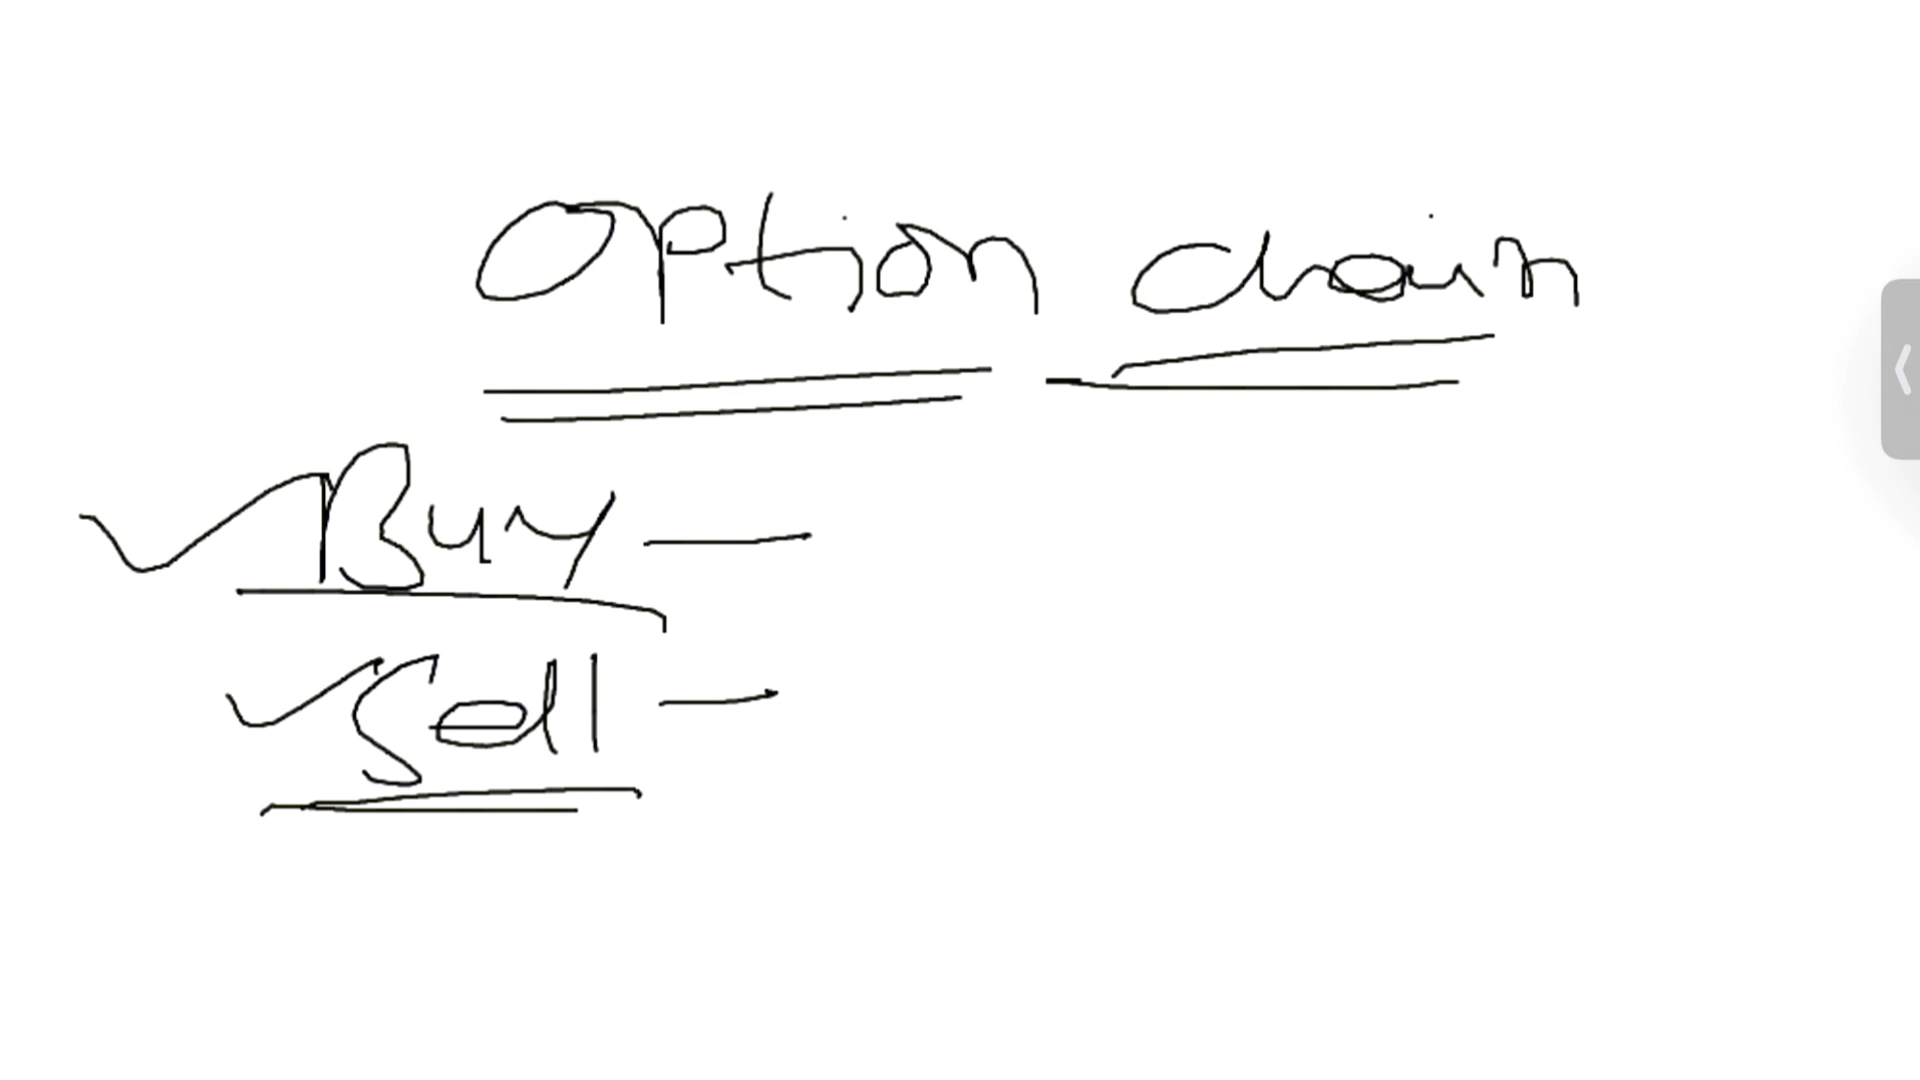 Option chain
Buy —
Sell —